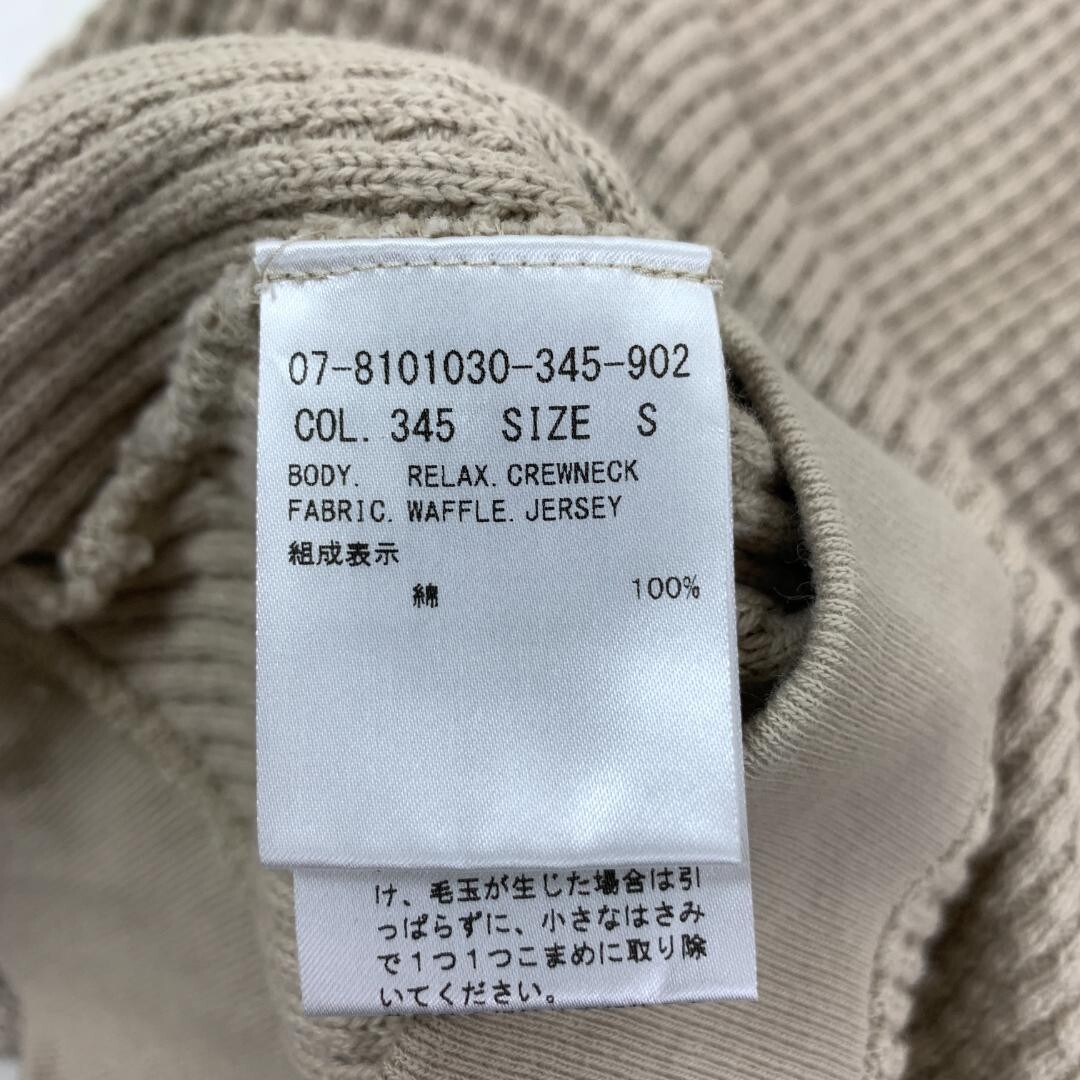 07-8101030-345-902
COL. 345 SIZE S
BODY. RELAX. CREWNECK
FABRIC. WAFFLE. JERSEY
組成表示
綿 100%
け、毛玉が生じた場合は引
っぱらずに、小さなはさみ
で1つ1つこまめに取り除
いてください。